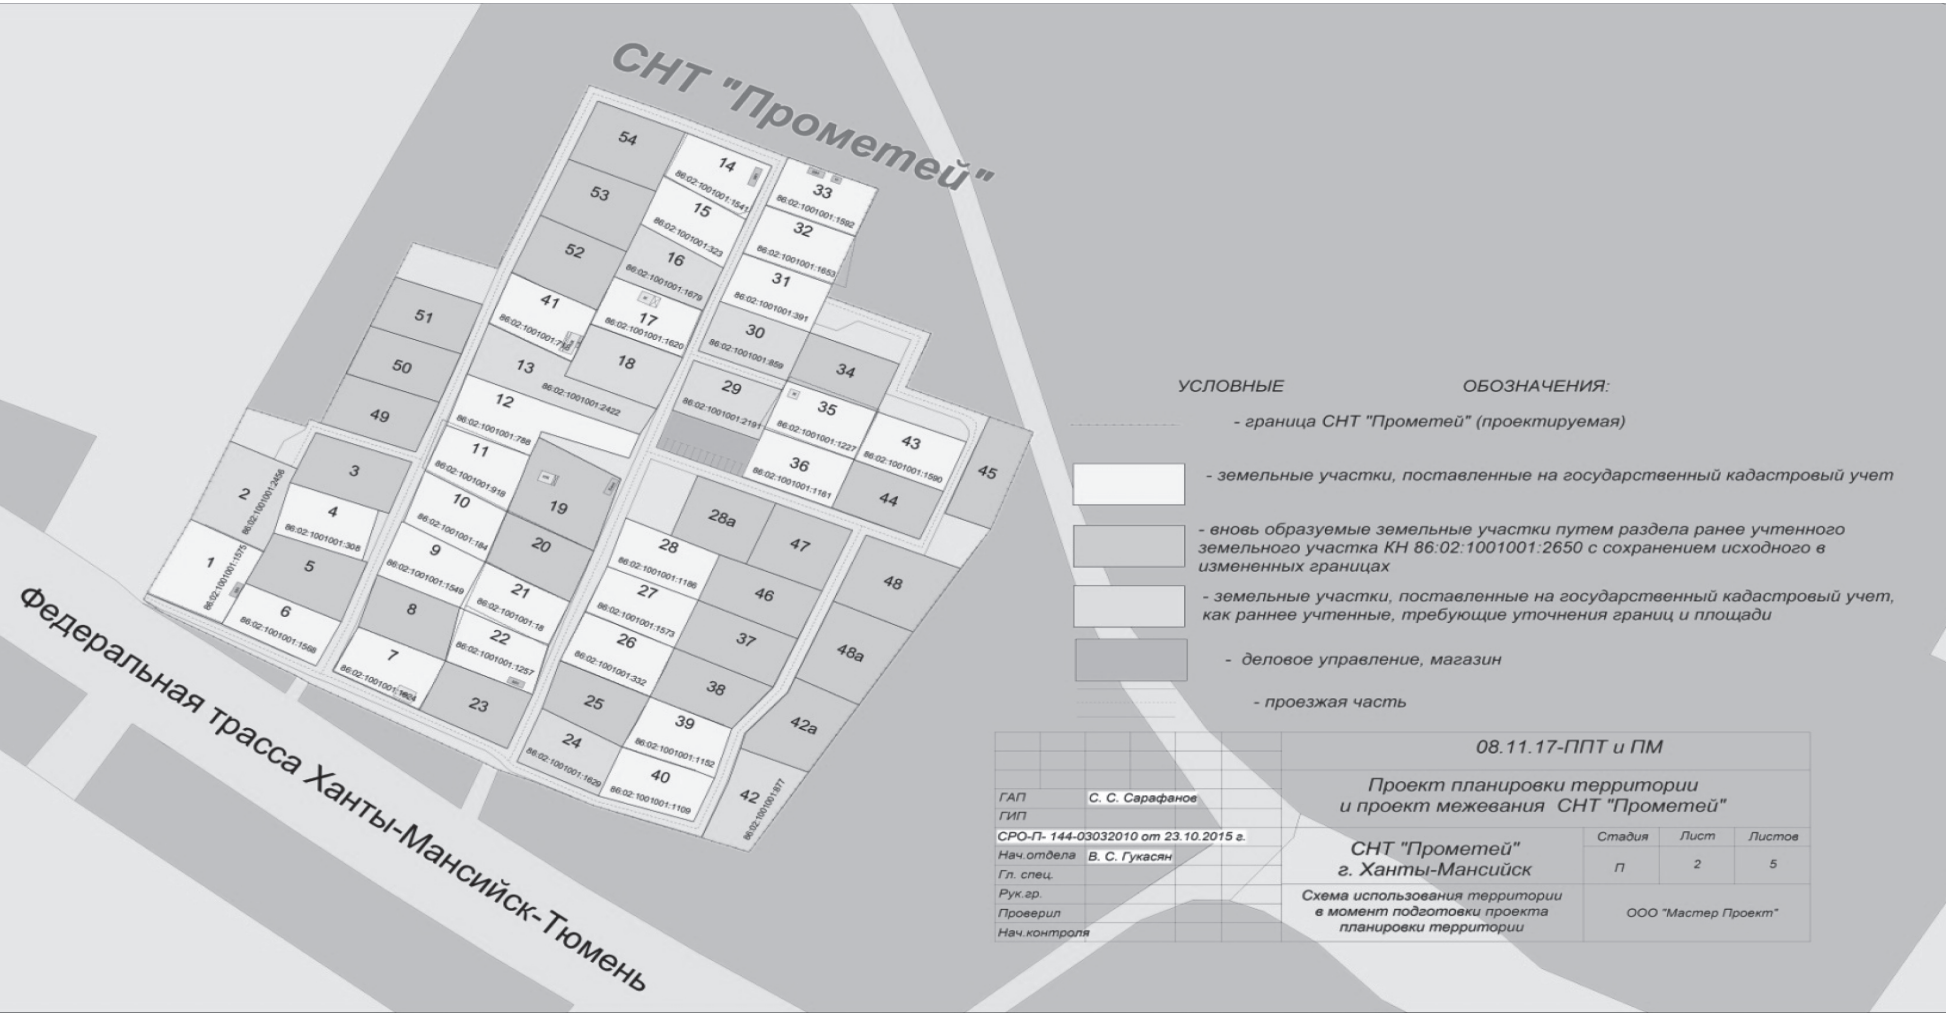 СНТ "Прометей"
54
14
86:02:1001001:1541
33
86:02:1001001:1592
53
15
86:02:1001001:323
32
86:02:1001001:1653
52
16
86:02:1001001:1679
31
86:02:1001001:391
41
17
86:02:1001001:1620
30
86:02:1001001:859
51
13
86:02:1001001:2422
18
34
50
12
86:02:1001001:788
29
86:02:1001001:2191
35
86:02:1001001:1227
43
86:02:1001001:1590
49
11
86:02:1001001:918
36
86:02:1001001:1161
45
3
2
86:02:1001001:2456
10
86:02:1001001:184
19
44
4
86:02:1001001:308
28а
47
1
86:02:1001001:1575
5
9
86:02:1001001:1549
20
28
86:02:1001001:1186
48
6
86:02:1001001:1568
8
21
86:02:1001001:18
27
86:02:1001001:1573
46
7
22
86:02:1001001:1257
26
86:02:1001001:332
37
48а
23
25
38
42а
24
86:02:1001001:1629
39
86:02:1001001:1152
40
86:02:1001001:1109
42
86:02:1001001:877
Федеральная трасса Ханты-Мансийск-Тюмень
УСЛОВНЫЕ ОБОЗНАЧЕНИЯ:
- граница СНТ "Прометей" (проектируемая)
- земельные участки, поставленные на государственный кадастровый учет
- вновь образуемые земельные участки путем раздела ранее учтенного
земельного участка КН 86:02:1001001:2650 с сохранением исходного в
измененных границах
- земельные участки, поставленные на государственный кадастровый учет,
как раннее учтенные, требующие уточнения границ и площади
- деловое управление, магазин
- проезжая часть
08.11.17-ППТ и ПМ
Проект планировки территории
и проект межевания СНТ "Прометей"
ГАП С. С. Сарафанов
ГИП
СРО-П- 144-03032010 от 23.10.2015 г.
Нач.отдела В. С. Гукасян
Гл. спец.
Рук.гр.
Проверил
Нач.контроля
СНТ "Прометей"
г. Ханты-Мансийск
Стадия Лист Листов
П 2 5
Схема использования территории
в момент подготовки проекта
планировки территории
ООО "Мастер Проект"